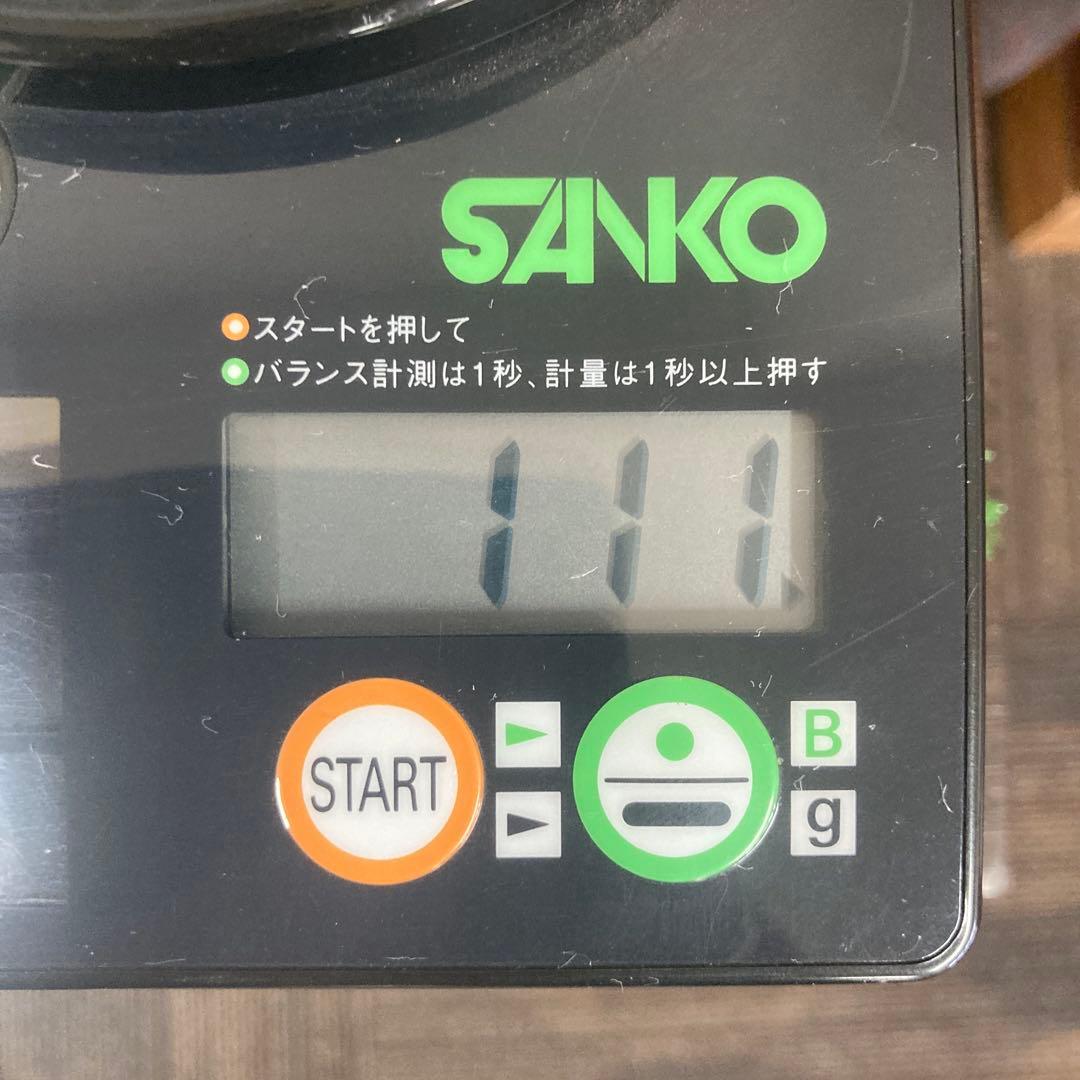 SANKO
スタートを押して
バランス計測は1秒、計量は1秒以上押す
111.
START
B
g